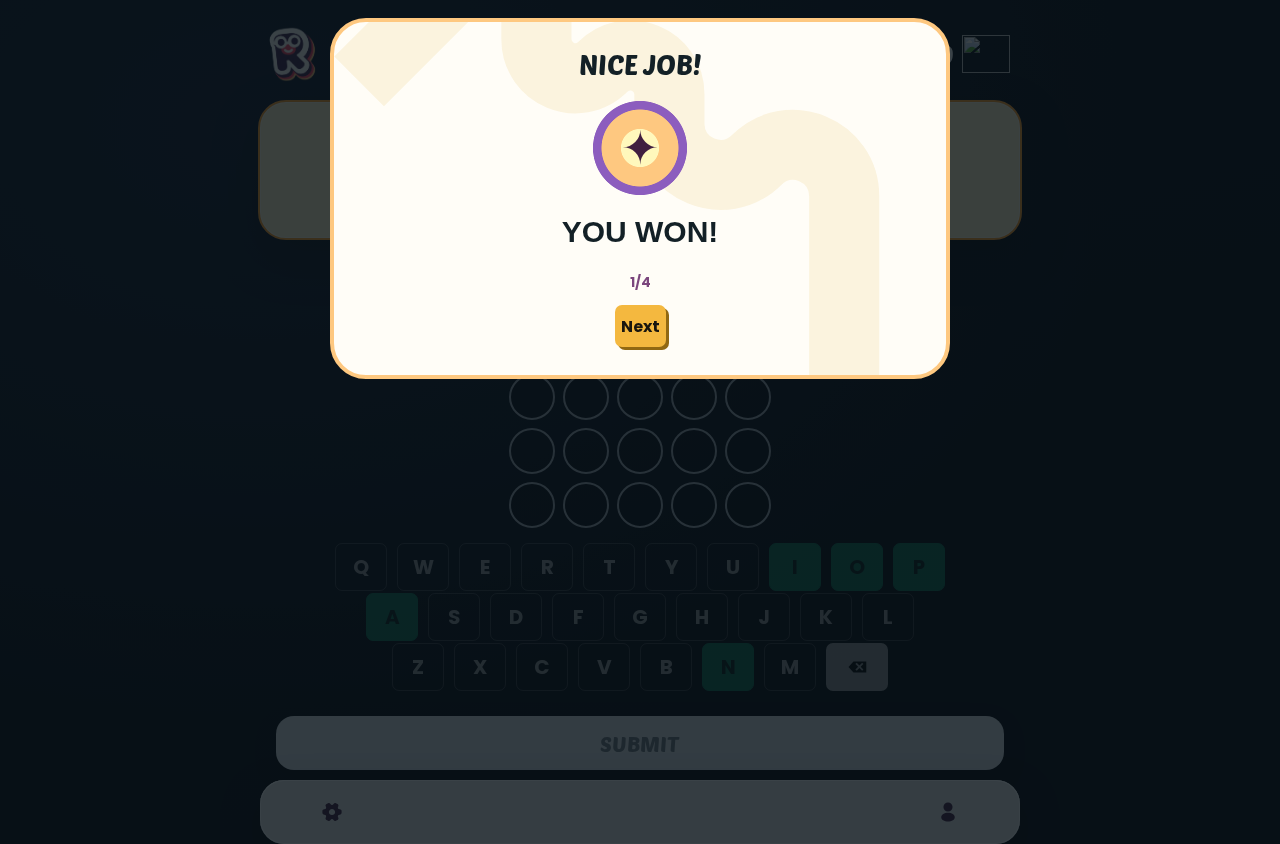 R
NICE JOB!
YOU WON!
1/4
Next
Q W E R T Y U I O P
A S D F G H J K L
Z X C V B N M
SUBMIT